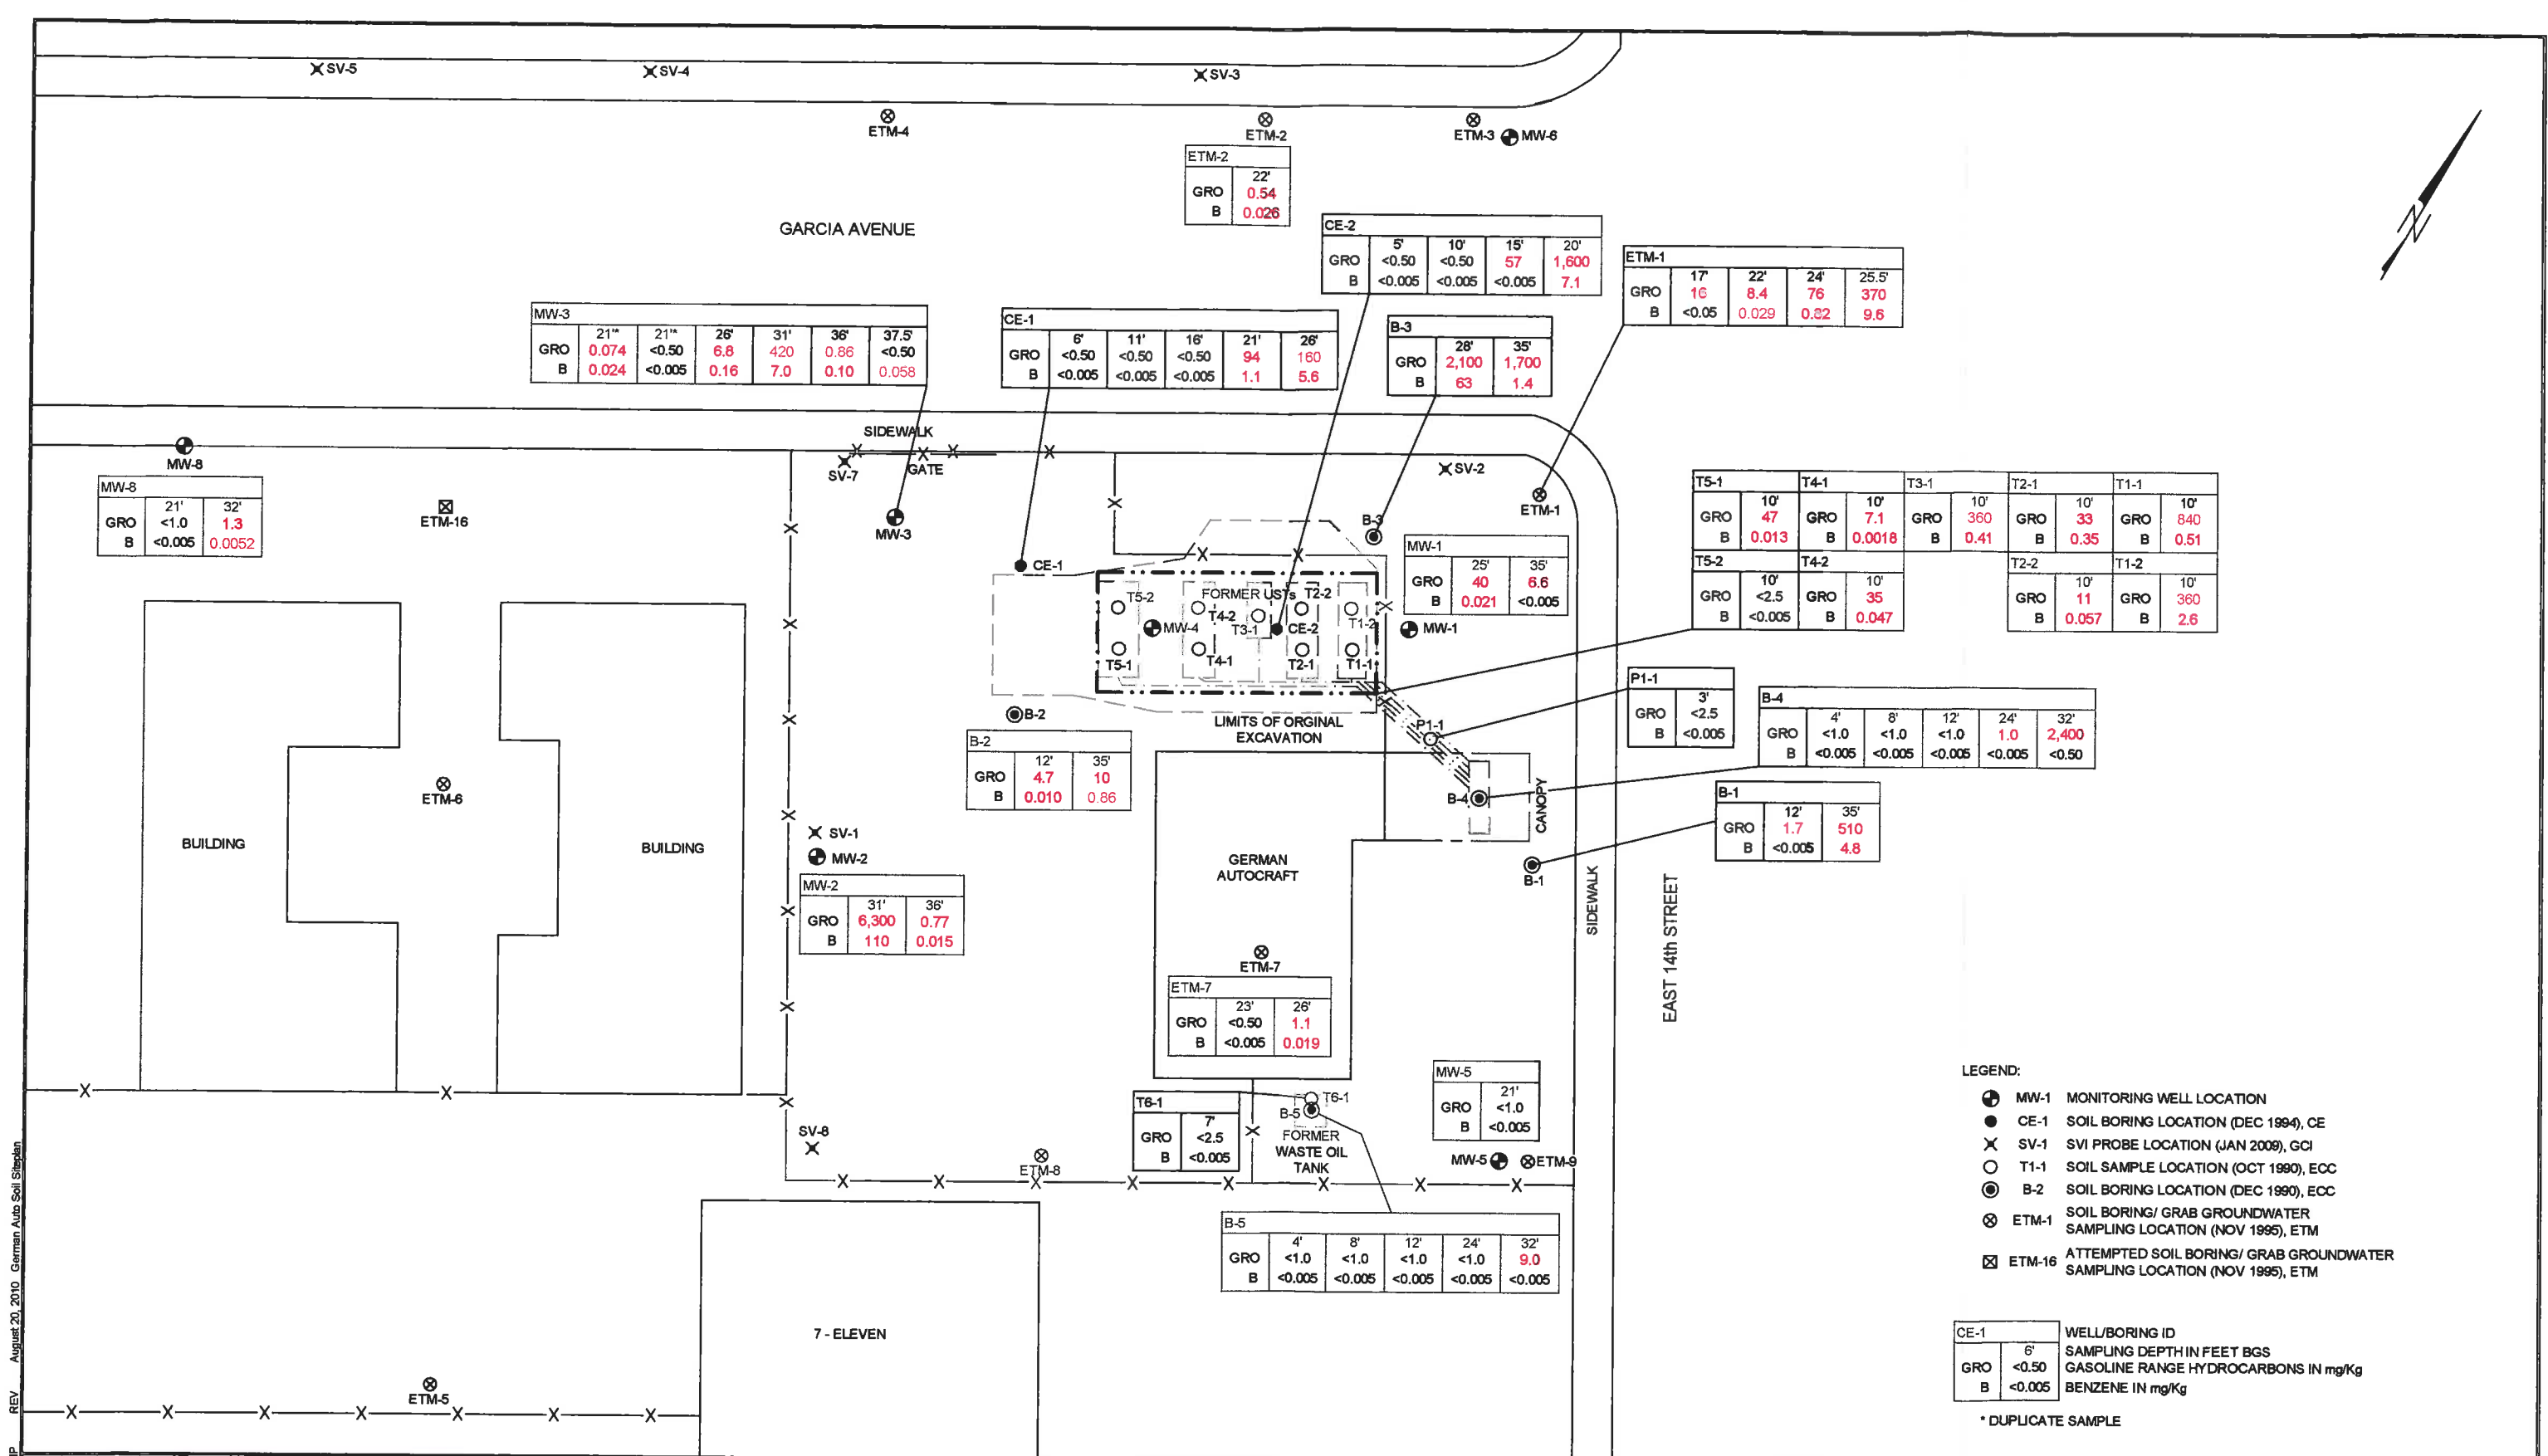 SV-5
SV-4
SV-3
ETM-4
ETM-2
ETM-3
MW-6
ETM-2
22'
GRO 0.54
B 0.026
GARCIA AVENUE
CE-2
5' 10' 15' 20'
GRO <0.50 <0.50 57 1,600
B <0.005 <0.005 <0.005 7.1
ETM-1
17' 22' 24' 25.5'
GRO 16 8.4 76 370
B <0.05 0.029 0.82 9.6
MW-3
21'* 21'* 26' 31' 36' 37.5'
GRO 0.074 <0.50 6.8 420 0.86 <0.50
B 0.024 <0.005 0.16 7.0 0.10 0.058
CE-1
6' 11' 16' 21' 26'
GRO <0.50 <0.50 <0.50 94 160
B <0.005 <0.005 <0.005 1.1 5.6
B-3
28' 35'
GRO 2,100 1,700
B 63 1.4
SIDEWALK
GATE
MW-8
SV-7
SV-2
MW-8
21' 32'
GRO <1.0 1.3
B <0.005 0.0052
ETM-16
MW-3
ETM-1
B-3
T5-1 T4-1 T3-1 T2-1 T1-1
10' 10' 10' 10' 10'
GRO 47 GRO 7.1 GRO 360 GRO 33 GRO 840
B 0.013 B 0.0018 B 0.41 B 0.35 B 0.51
T5-2 T4-2 T2-2 T1-2
10' 10' 10' 10'
GRO <2.5 GRO 35 GRO 11 GRO 360
B <0.005 B 0.047 B 0.057 B 2.6
MW-1
25' 35'
GRO 40 6.6
B 0.021 <0.005
CE-1
FORMER USTs
T5-2
T4-2
T2-2
T1-2
MW-4
T3-1
CE-2
MW-1
T5-1
T4-1
T2-1
T1-1
B-2
LIMITS OF ORGINAL
EXCAVATION
P1-1
P1-1
3'
GRO <2.5
B <0.005
B-4
4' 8' 12' 24' 32'
GRO <1.0 <1.0 <1.0 1.0 2,400
B <0.005 <0.005 <0.005 <0.005 <0.50
B-2
12' 35'
GRO 4.7 10
B 0.010 0.86
ETM-6
B-4
CANOPY
B-1
12' 35'
GRO 1.7 510
B <0.005 4.8
BUILDING
BUILDING
SV-1
MW-2
GERMAN
AUTOCRAFT
B-1
MW-2
31' 36'
GRO 6,300 0.77
B 110 0.015
SIDEWALK
EAST 14th STREET
ETM-7
ETM-7
23' 26'
GRO <0.50 1.1
B <0.005 0.019
MW-5
21'
GRO <1.0
B <0.005
T6-1
7'
GRO <2.5
B <0.005
T6-1
B-5
FORMER
WASTE OIL
TANK
SV-8
ETM-8
MW-5
ETM-9
B-5
4' 8' 12' 24' 32'
GRO <1.0 <1.0 <1.0 <1.0 9.0
B <0.005 <0.005 <0.005 <0.005 <0.005
7 - ELEVEN
ETM-5
LEGEND:
MW-1 MONITORING WELL LOCATION
CE-1 SOIL BORING LOCATION (DEC 1994), CE
SV-1 SVI PROBE LOCATION (JAN 2009), GCI
T1-1 SOIL SAMPLE LOCATION (OCT 1990), ECC
B-2 SOIL BORING LOCATION (DEC 1990), ECC
ETM-1 SOIL BORING/ GRAB GROUNDWATER
SAMPLING LOCATION (NOV 1995), ETM
ETM-16 ATTEMPTED SOIL BORING/ GRAB GROUNDWATER
SAMPLING LOCATION (NOV 1995), ETM
CE-1 WELL/BORING ID
6' SAMPLING DEPTH IN FEET BGS
GRO <0.50 GASOLINE RANGE HYDROCARBONS IN mg/Kg
B <0.005 BENZENE IN mg/Kg
* DUPLICATE SAMPLE
REV August 20, 2010 German Auto Soil Siteplan